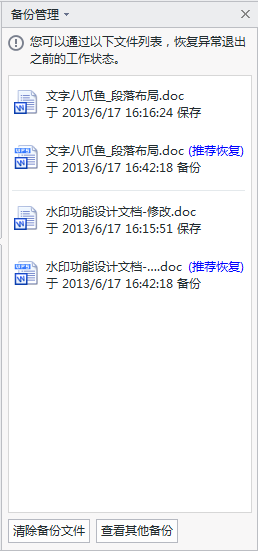 备份管理
您可以通过以下文件列表，恢复异常退出
之前的工作状态。
文字八爪鱼_段落布局.doc
于 2013/6/17 16:16:24 保存
文字八爪鱼_段落布局.doc (推荐恢复)
于 2013/6/17 16:42:18 备份
水印功能设计文档-修改.doc
于 2013/6/17 16:15:51 保存
水印功能设计文档-....doc (推荐恢复)
于 2013/6/17 16:42:18 备份
清除备份文件 查看其他备份